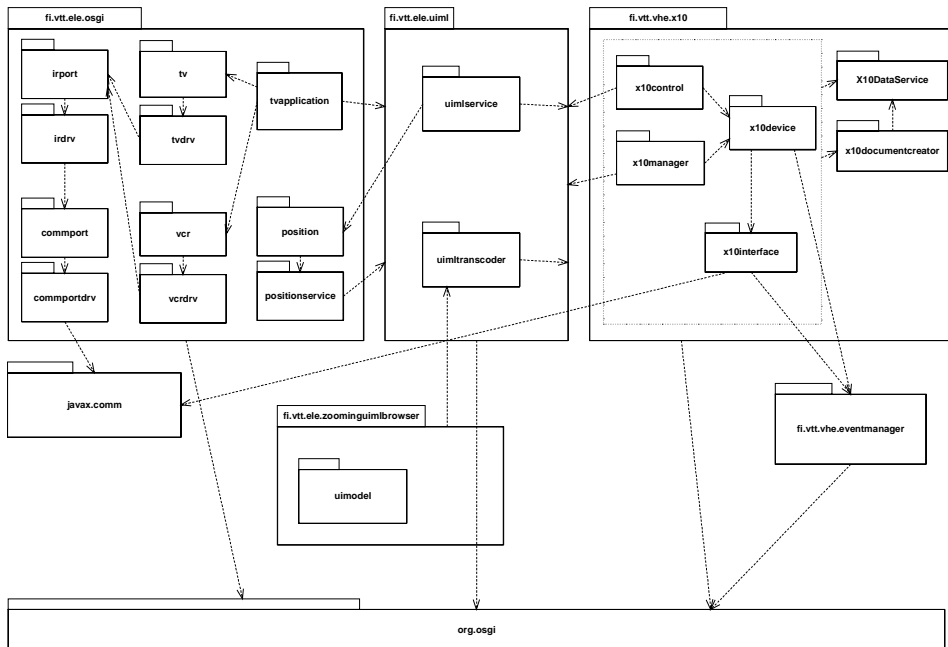 fi.vtt.ele.osgi
fi.vtt.ele.uiml
fi.vtt.vhe.x10
irport
tv
tvapplication
uimlservice
x10control
X10DataService
irdrv
tvdrv
x10device
x10manager
x10documentcreator
commport
vcr
position
uimltranscoder
x10interface
commportdrv
vcrdrv
positionservice
javax.comm
fi.vtt.ele.zoominguimlbrowser
fi.vtt.vhe.eventmanager
uimodel
org.osgi